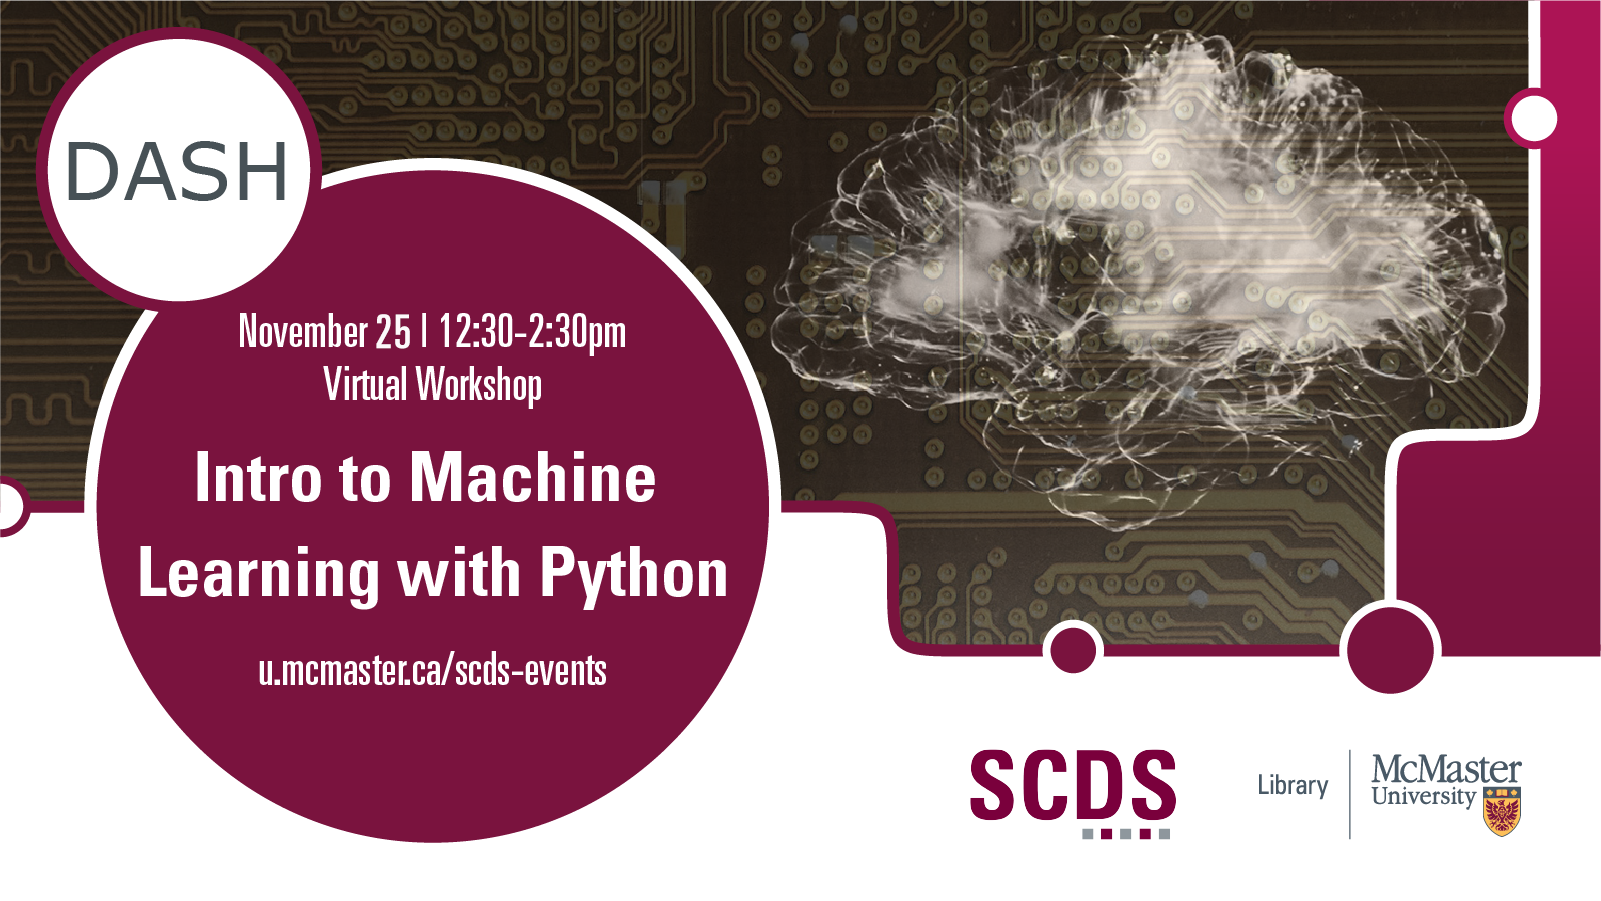 DASH
November 25 | 12:30-2:30pm
Virtual Workshop
Intro to Machine
Learning with Python
u.mcmaster.ca/scds-events
SCDS
Library
McMaster
University